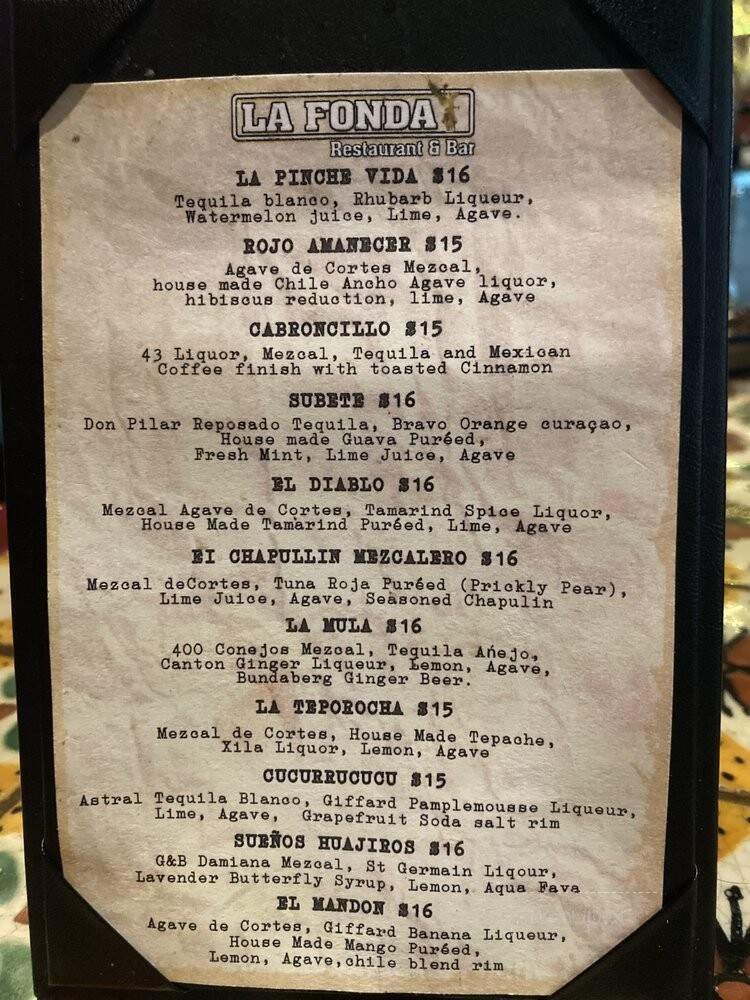 LA FONDA
Restaurant & Bar
LA PINCHE VIDA $16
Tequila blanco, Rhubarb Liqueur,
Watermelon juice, Lime, Agave.
ROJO AMANECER $15
Agave de Cortes Mezcal,
house made Chile Ancho Agave liquor,
hibiscus reduction, lime, Agave
CABRONCILLO $15
43 Liquor, Mezcal, Tequila and Mexican
Coffee finish with toasted Cinnamon
SUBETE $16
Don Pilar Reposado Tequila, Bravo Orange curaçao,
House made Guava Puréed,
Fresh Mint, Lime Juice, Agave
EL DIABLO $16
Mezcal Agave de Cortes, Tamarind Spice Liquor,
House Made Tamarind Puréed, Lime, Agave
EI CHAPULLIN MEZCALERO $16
Mezcal deCortes, Tuna Roja Puréed (Prickly Pear),
Lime Juice, Agave, Seasoned Chapulin
LA MULA $16
400 Conejos Mezcal, Tequila Añejo,
Canton Ginger Liqueur, Lemon, Agave,
Bundaberg Ginger Beer.
LA TEPOROCHA $15
Mezcal de Cortes, House Made Tepache,
Xila Liquor, Lemon, Agave
CUCURRUCUCU $15
Astral Tequila Blanco, Giffard Pamplemousse Liqueur,
Lime, Agave, Grapefruit Soda salt rim
SUEÑOS HUAJIROS $16
G&B Damiana Mezcal, St Germain Liqour,
Lavender Butterfly Syrup, Lemon, Aqua Fava
EL MANDON $16
Agave de Cortes, Giffard Banana Liqueur,
House Made Mango Puréed,
Lemon, Agave,chile blend rim